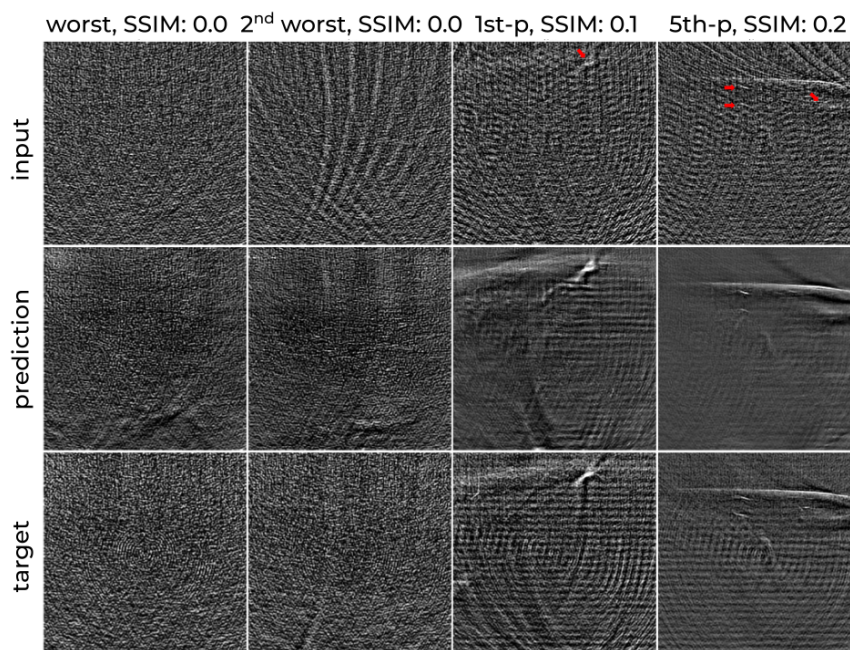 worst, SSIM: 0.0 2nd worst, SSIM: 0.0 1st-p, SSIM: 0.1 5th-p, SSIM: 0.2
input
prediction
target